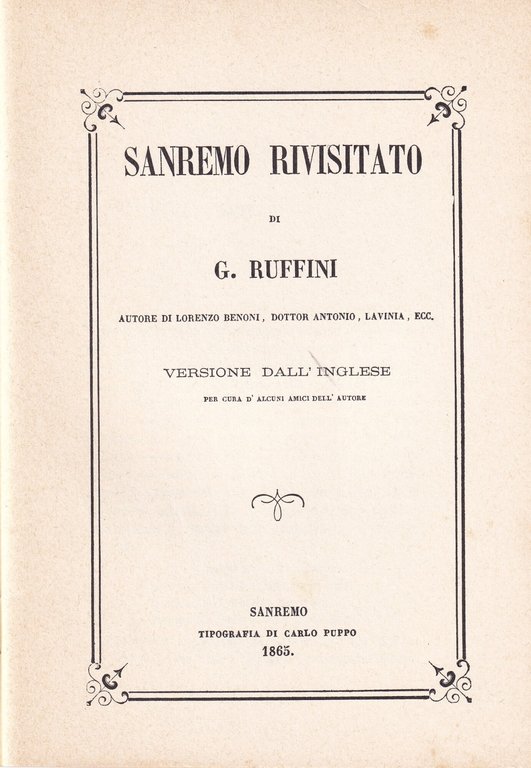 SANREMO RIVISITATO
DI
G. RUFFINI
AUTORE DI LORENZO BENONI, DOTTOR ANTONIO, LAVINIA, ECC.
VERSIONE DALL'INGLESE
PER CURA D'ALCUNI AMICI DELL'AUTORE
SANREMO
TIPOGRAFIA DI CARLO PUPPO
1865.